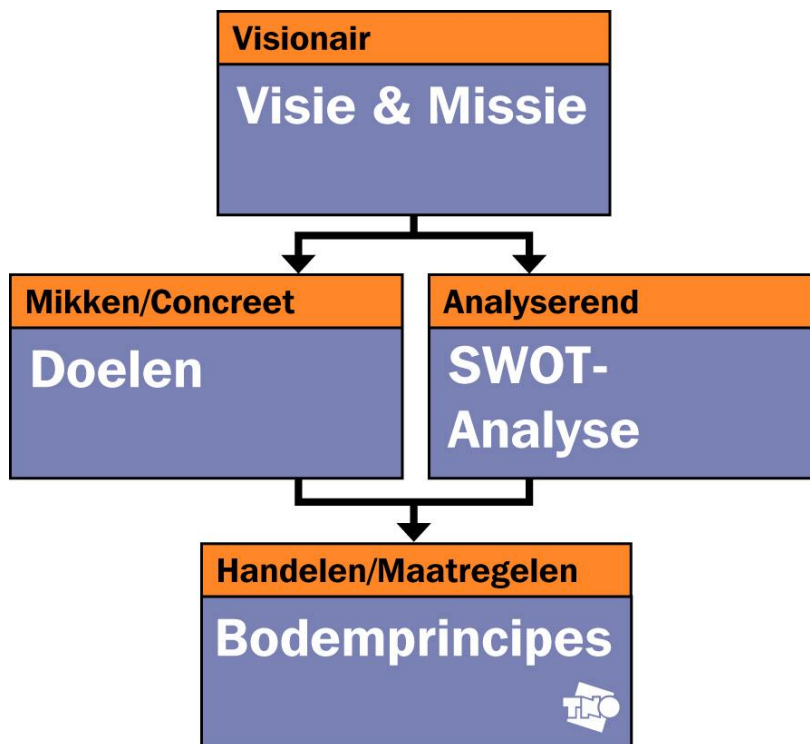 Visionair
Visie & Missie
Mikken/Concreet
Doelen
Analyserend
SWOT-
Analyse
Handelen/Maatregelen
Bodemprincipes
TNO